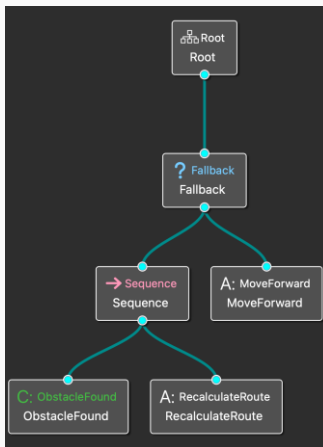 Root
Root
? Fallback
Fallback
Sequence
Sequence
A: MoveForward
MoveForward
C: ObstacleFound
ObstacleFound
A: RecalculateRoute
RecalculateRoute